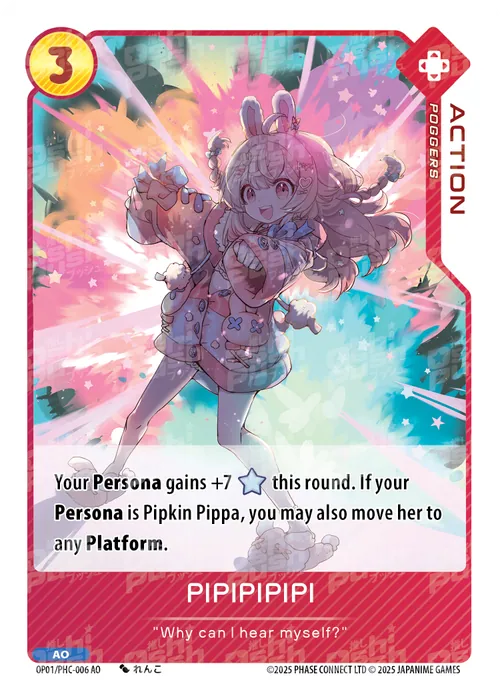 3
ACTION
POGGERS
Your Persona gains +7 this round. If your
Persona is Pipkin Pippa, you may also move her to
any Platform.
PIPIPIPIPI
"Why can I hear myself?"
AO
OP01/PHC-006 AO れんこ ©2025 PHASE CONNECT LTD © 2025 JAPANIME GAMES